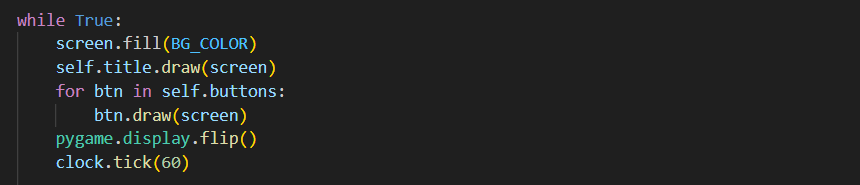 while True:
    screen.fill(BG_COLOR)
    self.title.draw(screen)
    for btn in self.buttons:
        btn.draw(screen)
    pygame.display.flip()
    clock.tick(60)